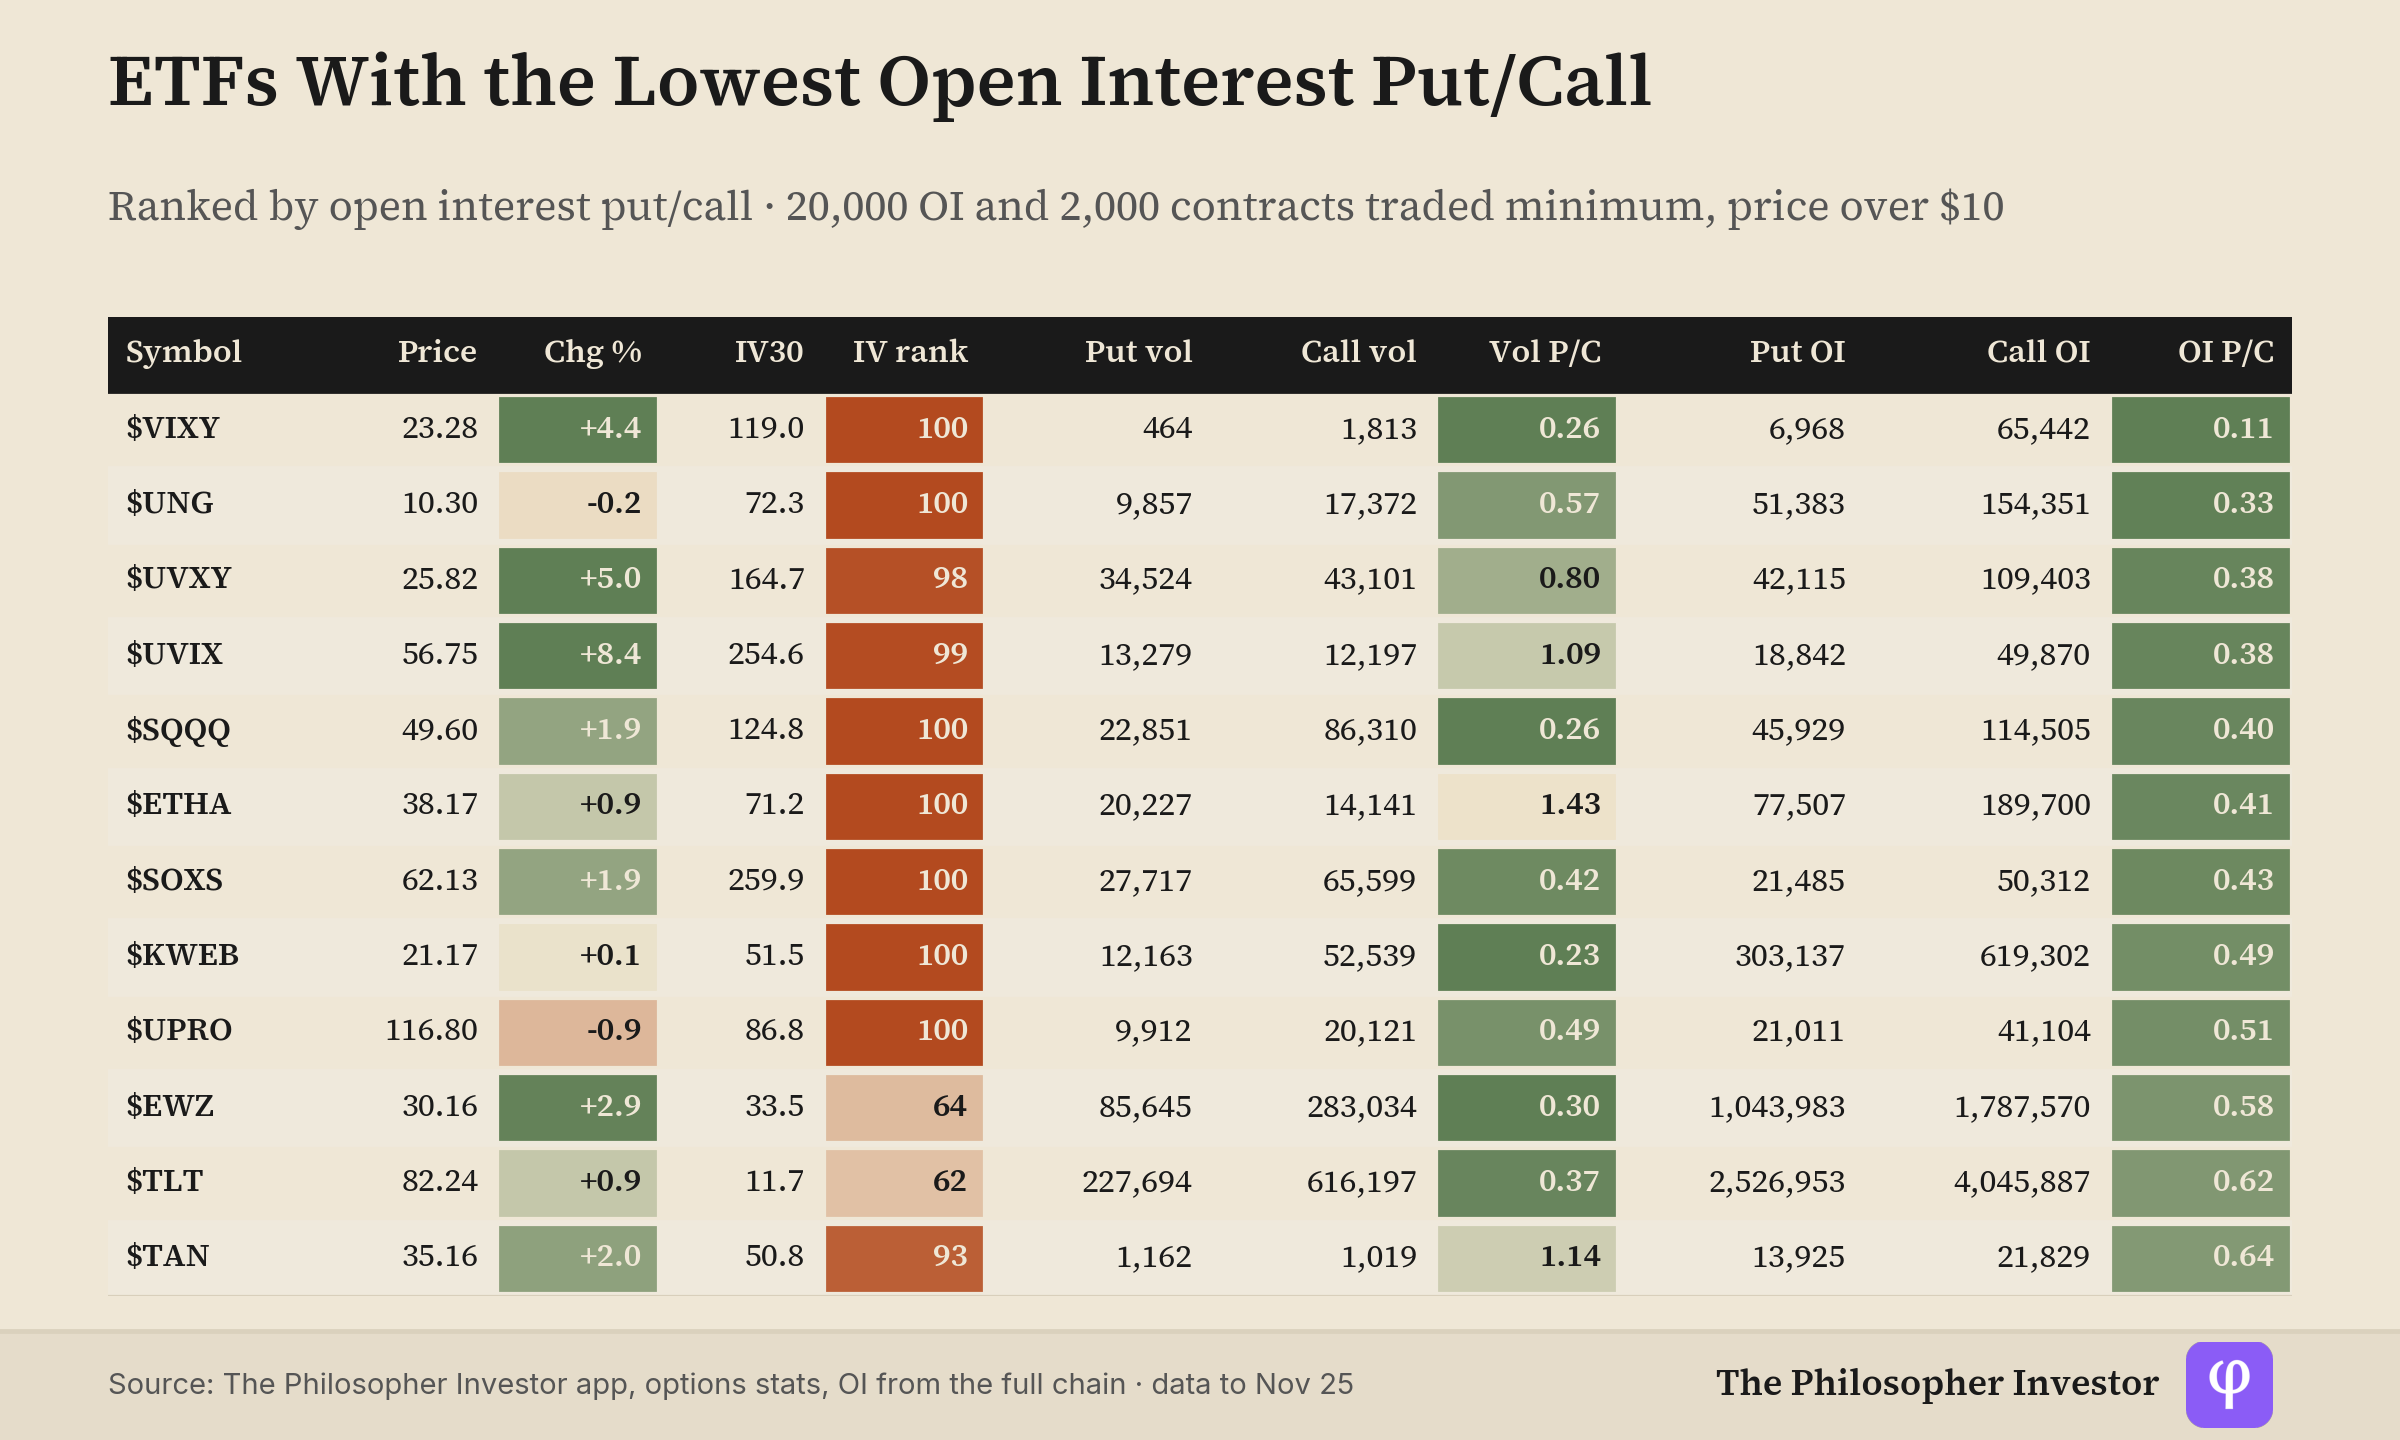 ETFs With the Lowest Open Interest Put/Call
Ranked by open interest put/call · 20,000 OI and 2,000 contracts traded minimum, price over $10
Symbol Price Chg % IV30 IV rank Put vol Call vol Vol P/C Put OI Call OI OI P/C
$VIXY 23.28 +4.4 119.0 100 464 1,813 0.26 6,968 65,442 0.11
$UNG 10.30 -0.2 72.3 100 9,857 17,372 0.57 51,383 154,351 0.33
$UVXY 25.82 +5.0 164.7 98 34,524 43,101 0.80 42,115 109,403 0.38
$UVIX 56.75 +8.4 254.6 99 13,279 12,197 1.09 18,842 49,870 0.38
$SQQQ 49.60 +1.9 124.8 100 22,851 86,310 0.26 45,929 114,505 0.40
$ETHA 38.17 +0.9 71.2 100 20,227 14,141 1.43 77,507 189,700 0.41
$SOXS 62.13 +1.9 259.9 100 27,717 65,599 0.42 21,485 50,312 0.43
$KWEB 21.17 +0.1 51.5 100 12,163 52,539 0.23 303,137 619,302 0.49
$UPRO 116.80 -0.9 86.8 100 9,912 20,121 0.49 21,011 41,104 0.51
$EWZ 30.16 +2.9 33.5 64 85,645 283,034 0.30 1,043,983 1,787,570 0.58
$TLT 82.24 +0.9 11.7 62 227,694 616,197 0.37 2,526,953 4,045,887 0.62
$TAN 35.16 +2.0 50.8 93 1,162 1,019 1.14 13,925 21,829 0.64
Source: The Philosopher Investor app, options stats, OI from the full chain · data to Nov 25
The Philosopher Investor φ